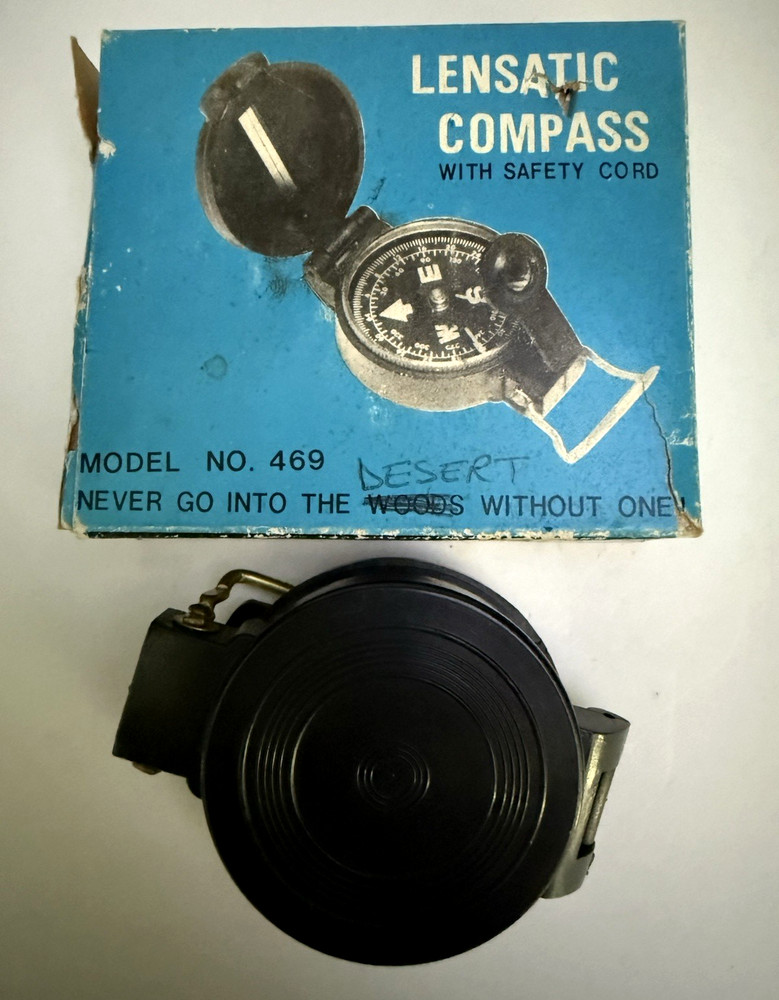 LENSATIC
COMPASS
WITH SAFETY CORD
E
S
W
MODEL NO. 469
DESERT
NEVER GO INTO THE WOODS WITHOUT ONE!